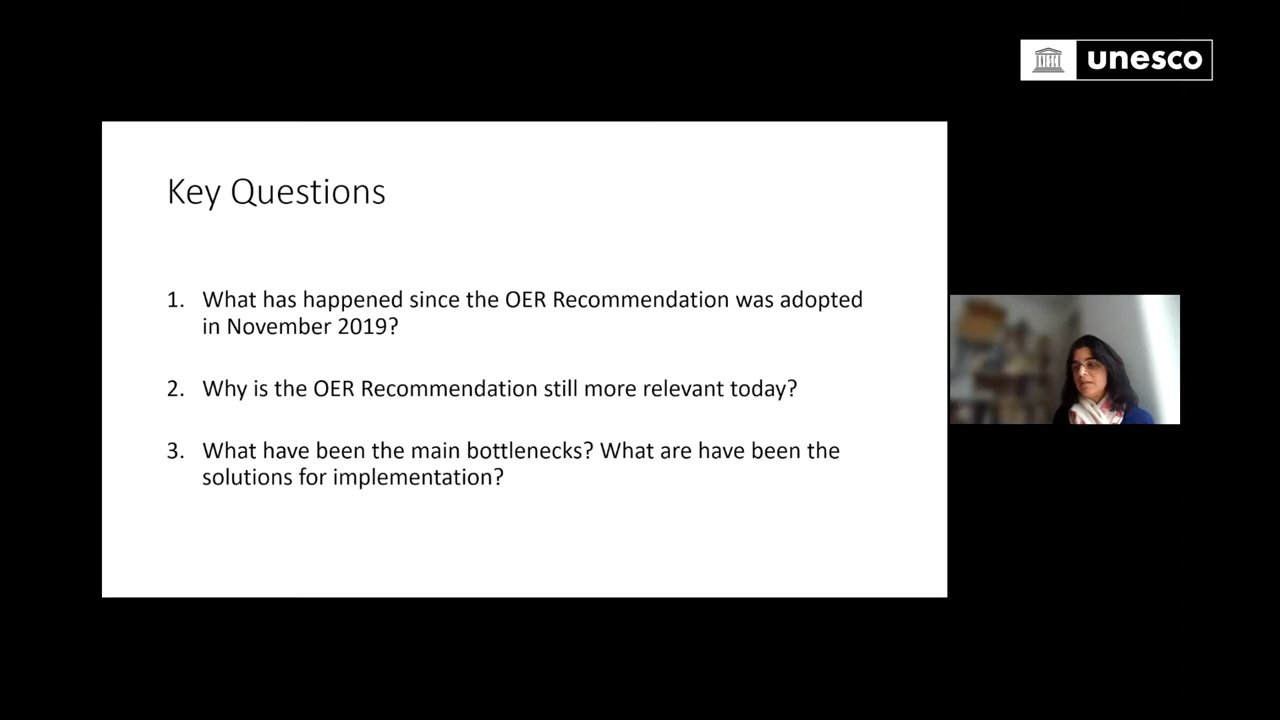 unesco
Key Questions
1. What has happened since the OER Recommendation was adopted
in November 2019?
2. Why is the OER Recommendation still more relevant today?
3. What have been the main bottlenecks? What are have been the
solutions for implementation?